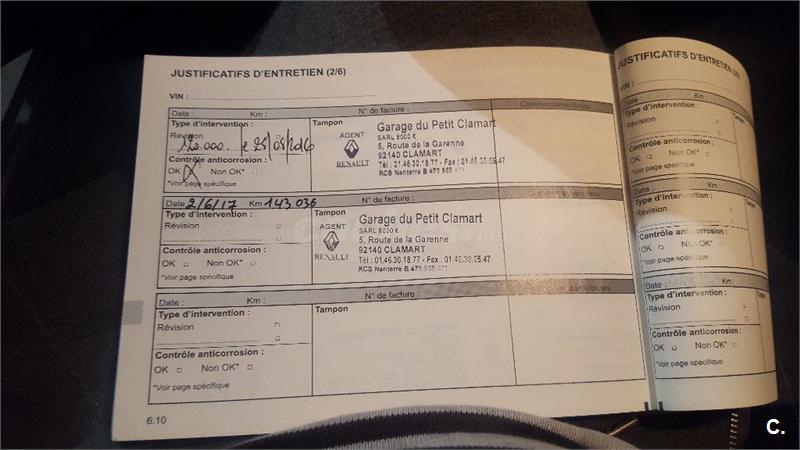 JUSTIFICATIFS D'ENTRETIEN (2/6)
VIN :
Date : Km : N° de facture :
Type d'intervention : Tampon
Révision
120.000. le 25/05/2016
Contrôle anticorrosion :
OK Non OK* :
*Voir page spécifique
Garage du Petit Clamart
AGENT SARL 8000 €
5, Route de la Garenne
92140 CLAMART
RENAULT Tél : 01.46.30.18.77 - Fax : 01.46.30.05.47
RCS Nanterre B
Date 2/6/17 Km 143 036 N° de facture :
Type d'intervention : Tampon
Révision
Contrôle anticorrosion :
OK Non OK* :
*Voir page spécifique
Garage du Petit Clamart
AGENT SARL 8000 €
5, Route de la Garenne
92140 CLAMART
RENAULT Tél : 01.46.30.18.77 - Fax : 01.46.30.05.47
RCS Nanterre B
Date : Km : N° de facture :
Type d'intervention : Tampon
Révision
Contrôle anticorrosion :
OK Non OK* :
*Voir page spécifique
6.10
JUSTIFICATIFS D'ENTRETIEN
VIN :
Date : Km :
Type d'intervention :
Révision
Contrôle anticorrosion :
OK Non OK* :
*Voir page spécifique
Date : Km :
Type d'intervention :
Révision
Contrôle anticorrosion :
OK Non OK*
*Voir page spécifique
Date : Km :
Type d'intervention :
Révision
Contrôle anticorrosion :
OK Non OK*
*Voir page spécifique
C.